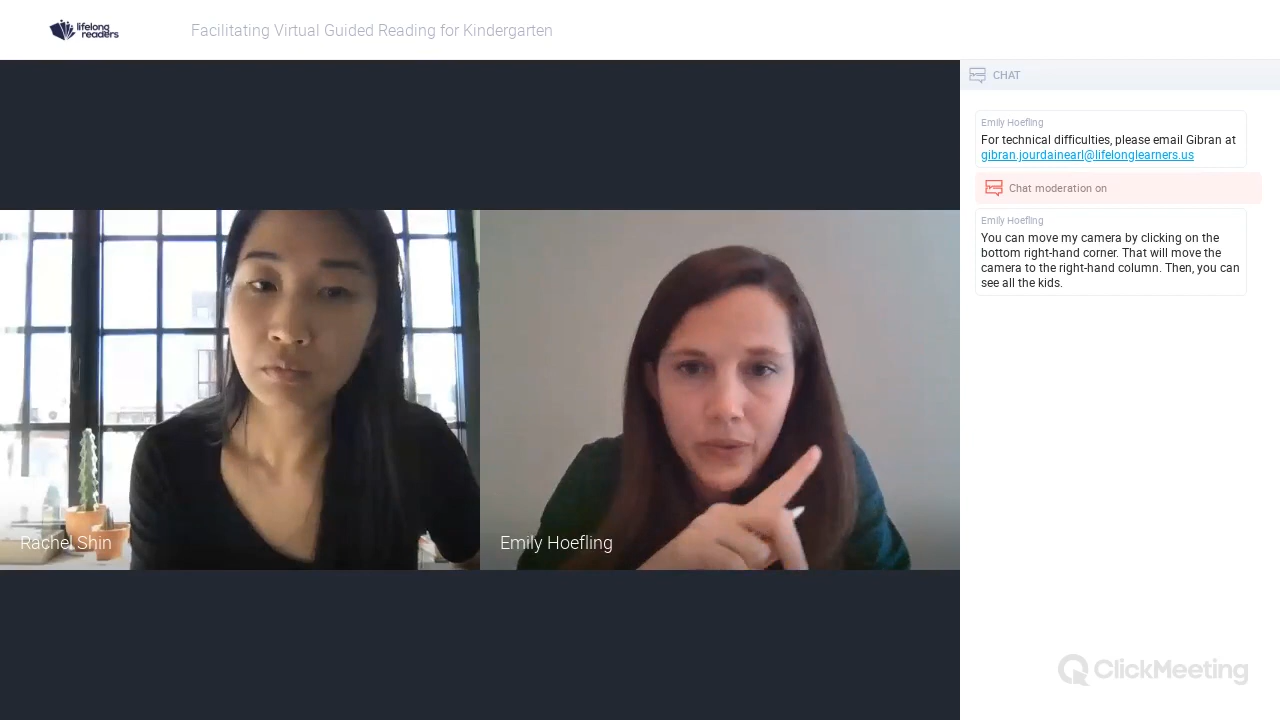 lifelong
readers
Facilitating Virtual Guided Reading for Kindergarten
CHAT
Emily Hoefling
For technical difficulties, please email Gibran at
gibran.jourdainearl@lifelonglearners.us
Chat moderation on
Emily Hoefling
You can move my camera by clicking on the
bottom right-hand corner. That will move the
camera to the right-hand column. Then, you can
see all the kids.
Rachel Shin
Emily Hoefling
ClickMeeting